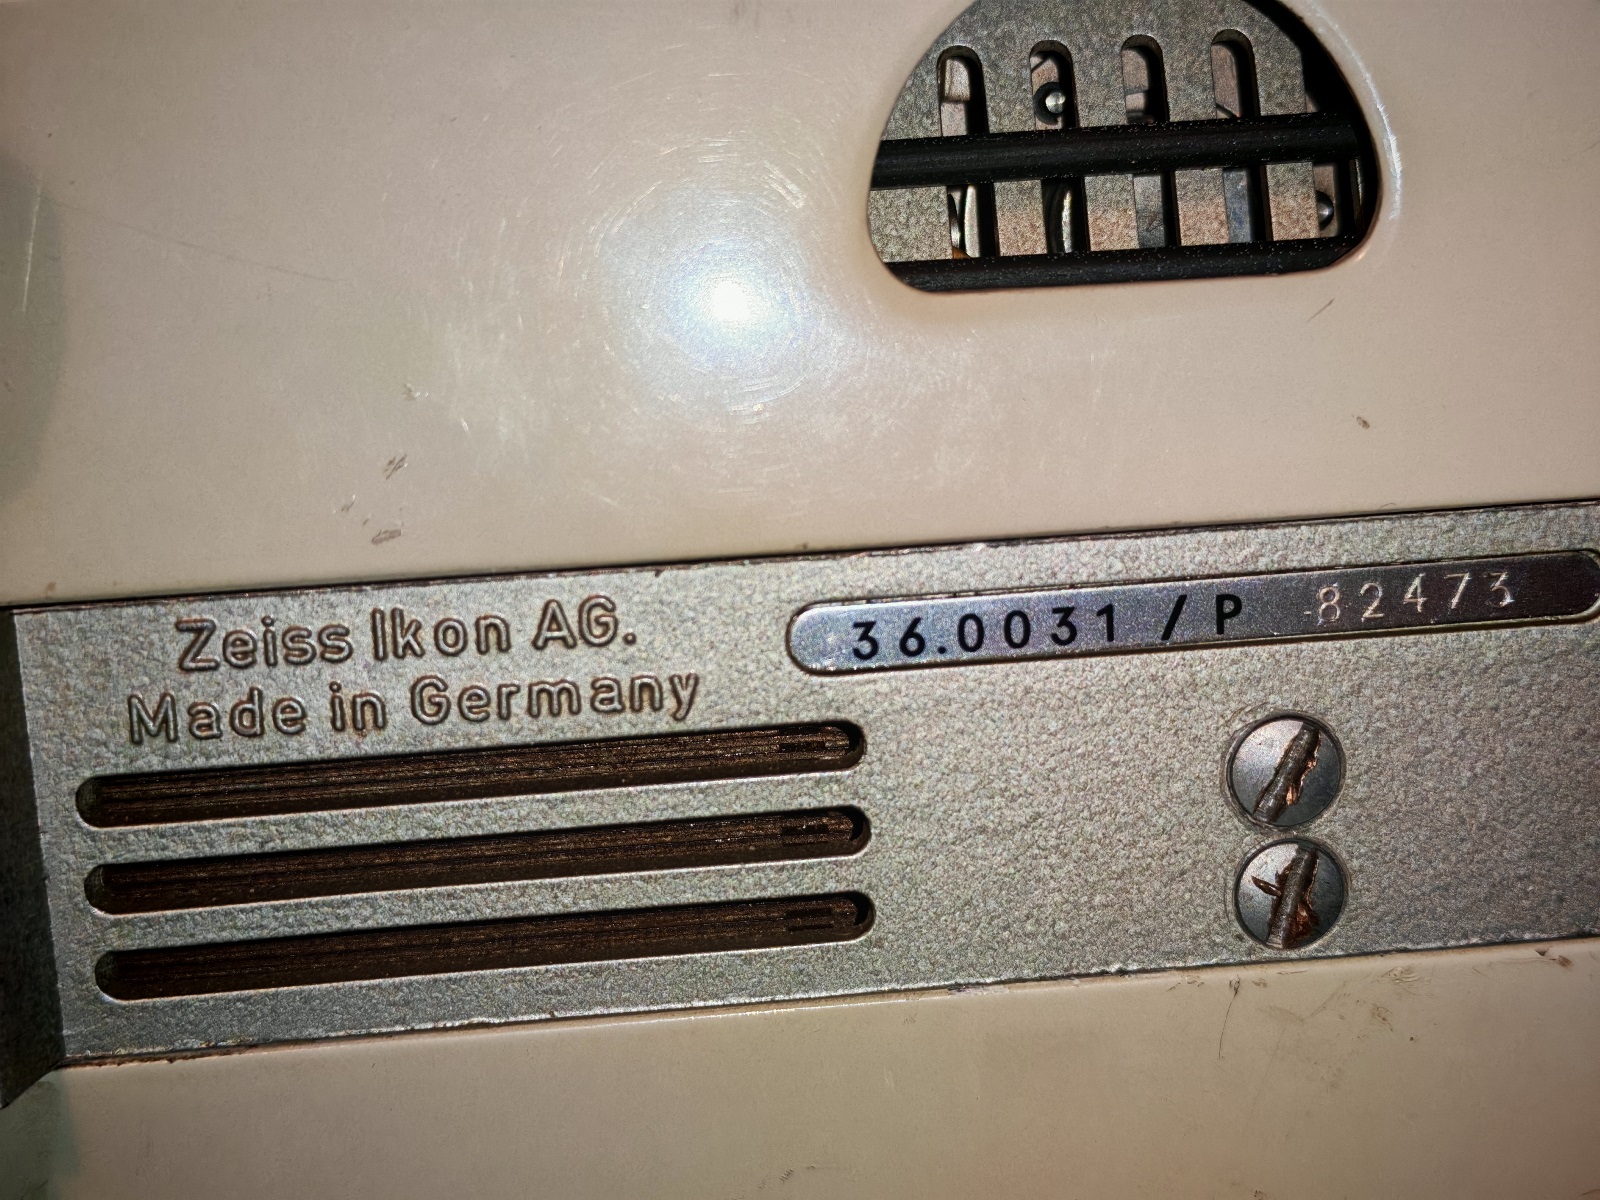 Zeiss Ikon AG.
Made in Germany
36.0031 / P 82473